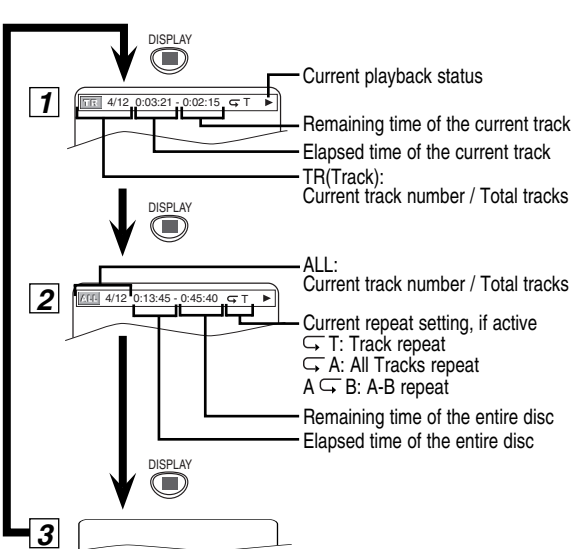 DISPLAY
1
TR 4/12 0:03:21 - 0:02:15 T
Current playback status
Remaining time of the current track
Elapsed time of the current track
TR(Track):
Current track number / Total tracks
DISPLAY
2
ALL 4/12 0:13:45 - 0:45:40 T
ALL:
Current track number / Total tracks
Current repeat setting, if active
T: Track repeat
A: All Tracks repeat
A B: A-B repeat
Remaining time of the entire disc
Elapsed time of the entire disc
DISPLAY
3